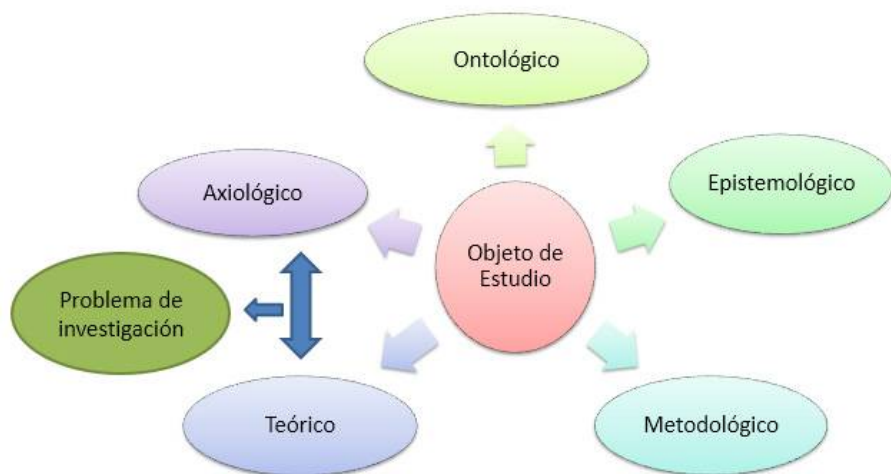 Ontológico
Axiológico
Epistemológico
Objeto de
Estudio
Problema de
investigación
Teórico
Metodológico